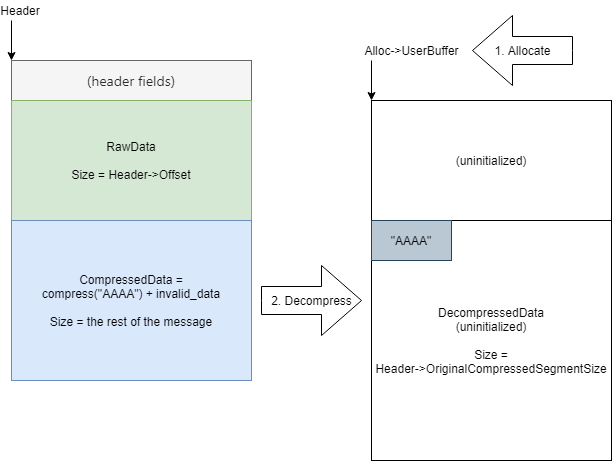 Header
(header fields)
RawData
Size = Header->Offset
CompressedData =
compress("AAAA") + invalid_data
Size = the rest of the message
2. Decompress
Alloc->UserBuffer
1. Allocate
(uninitialized)
"AAAA"
DecompressedData
(uninitialized)
Size =
Header->OriginalCompressedSegmentSize